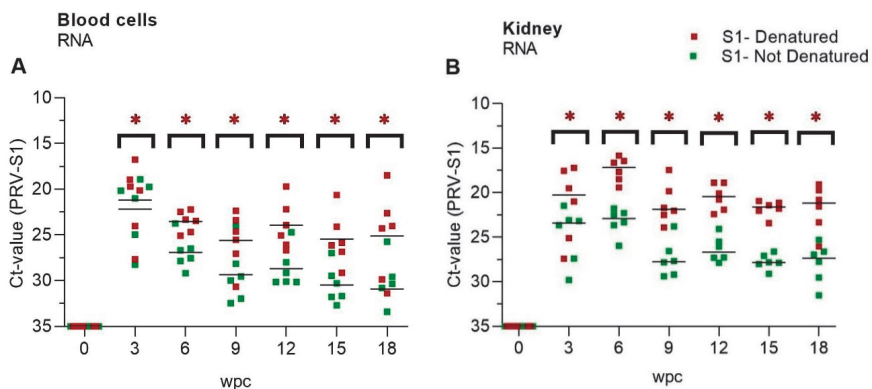 Blood cells
RNA
A
* * * * * *
10
15
20
25
30
35
Ct-value (PRV-S1)
0 3 6 9 12 15 18
wpc
Kidney
RNA
S1- Denatured
S1- Not Denatured
B
* * * * * *
10
15
20
25
30
35
Ct-value (PRV-S1)
0 3 6 9 12 15 18
wpc